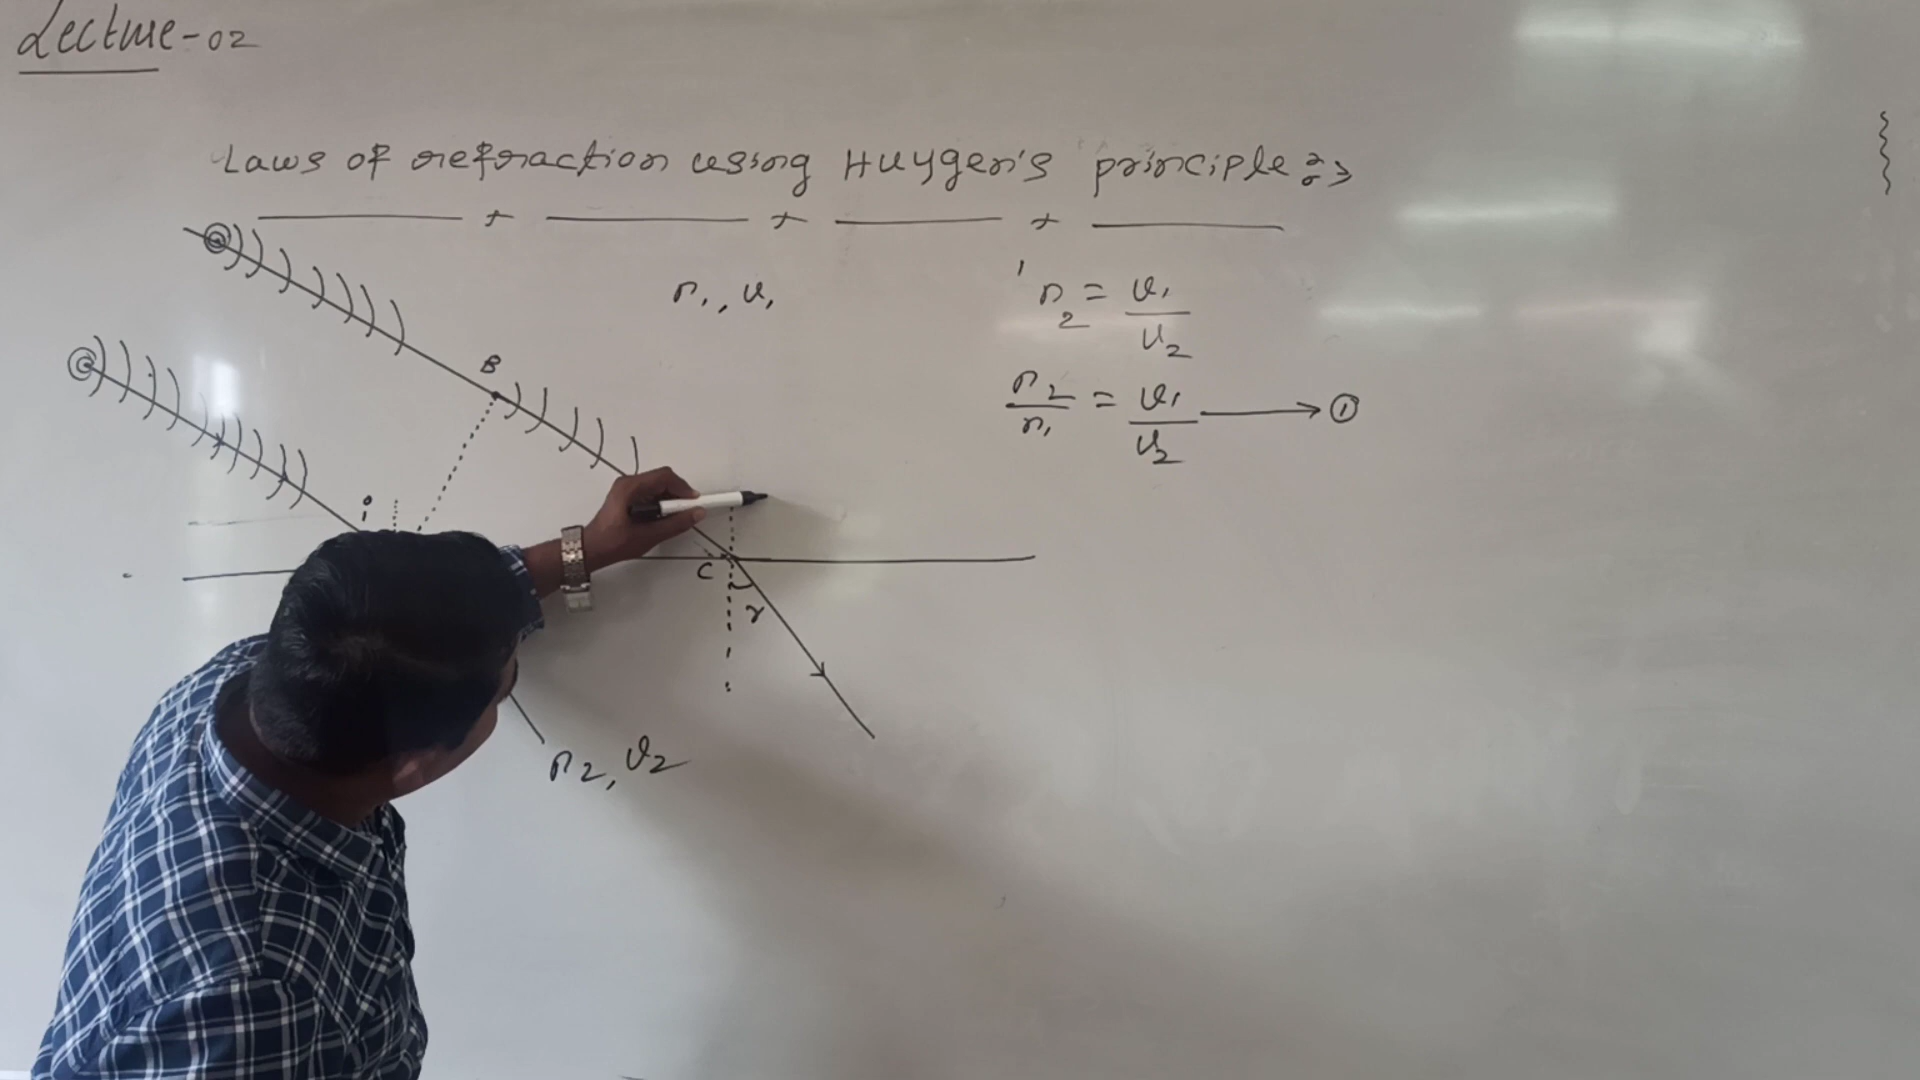 Lecture-02
Laws of refraction using Huygen's principle:→
n₁, v₁
¹n₂ = v₁/v₂
n₂/n₁ = v₁/v₂ → ①
B
i
C
r
n₂, v₂